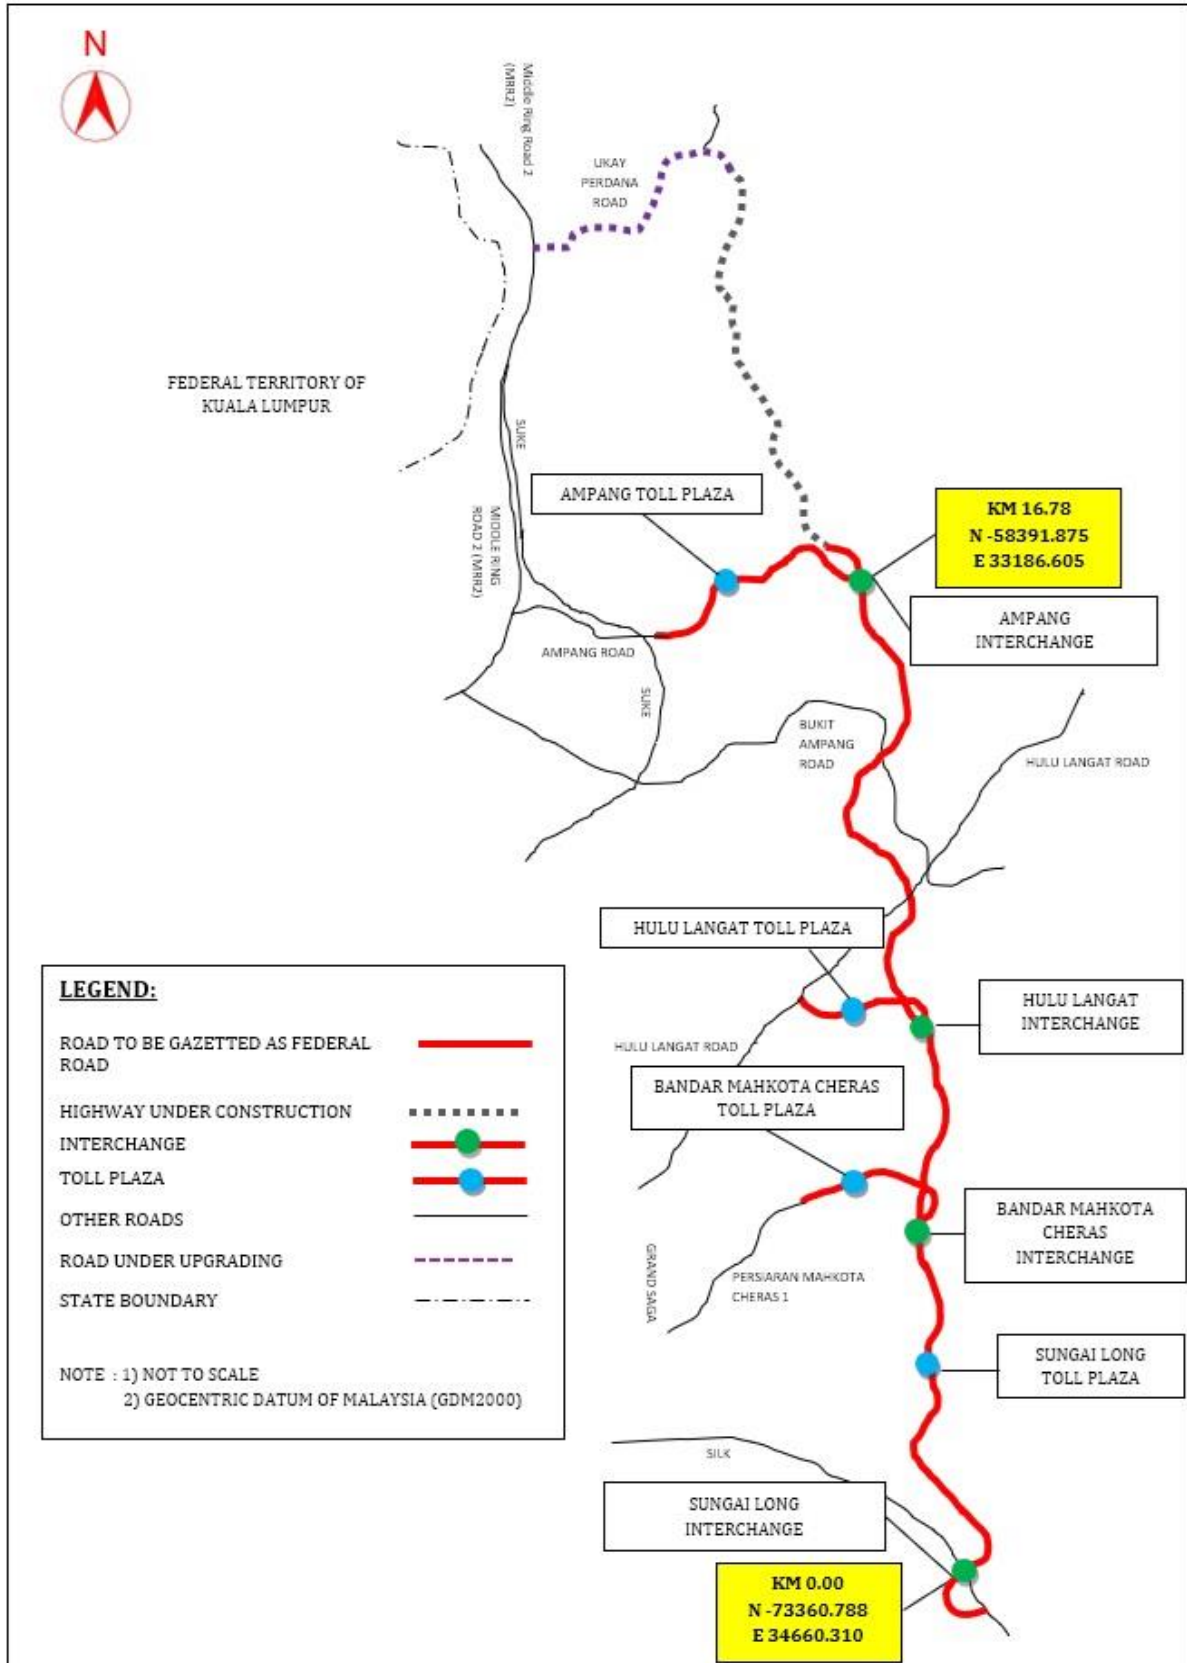 N
Middle Ring Road 2
(MRR2)
UKAY
PERDANA
ROAD
FEDERAL TERRITORY OF
KUALA LUMPUR
SUKE
MIDDLE RING
ROAD 2 (MRR2)
AMPANG TOLL PLAZA
KM 16.78
N -58391.875
E 33186.605
AMPANG
INTERCHANGE
AMPANG ROAD
SUKE
BUKIT
AMPANG
ROAD
HULU LANGAT ROAD
HULU LANGAT TOLL PLAZA
HULU LANGAT
INTERCHANGE
HULU LANGAT ROAD
BANDAR MAHKOTA CHERAS
TOLL PLAZA
BANDAR MAHKOTA
CHERAS
INTERCHANGE
GRAND SAGA
PERSIARAN MAHKOTA
CHERAS 1
SUNGAI LONG
TOLL PLAZA
SILK
SUNGAI LONG
INTERCHANGE
KM 0.00
N -73360.788
E 34660.310
LEGEND:
ROAD TO BE GAZETTED AS FEDERAL
ROAD
HIGHWAY UNDER CONSTRUCTION
INTERCHANGE
TOLL PLAZA
OTHER ROADS
ROAD UNDER UPGRADING
STATE BOUNDARY
NOTE : 1) NOT TO SCALE
2) GEOCENTRIC DATUM OF MALAYSIA (GDM2000)